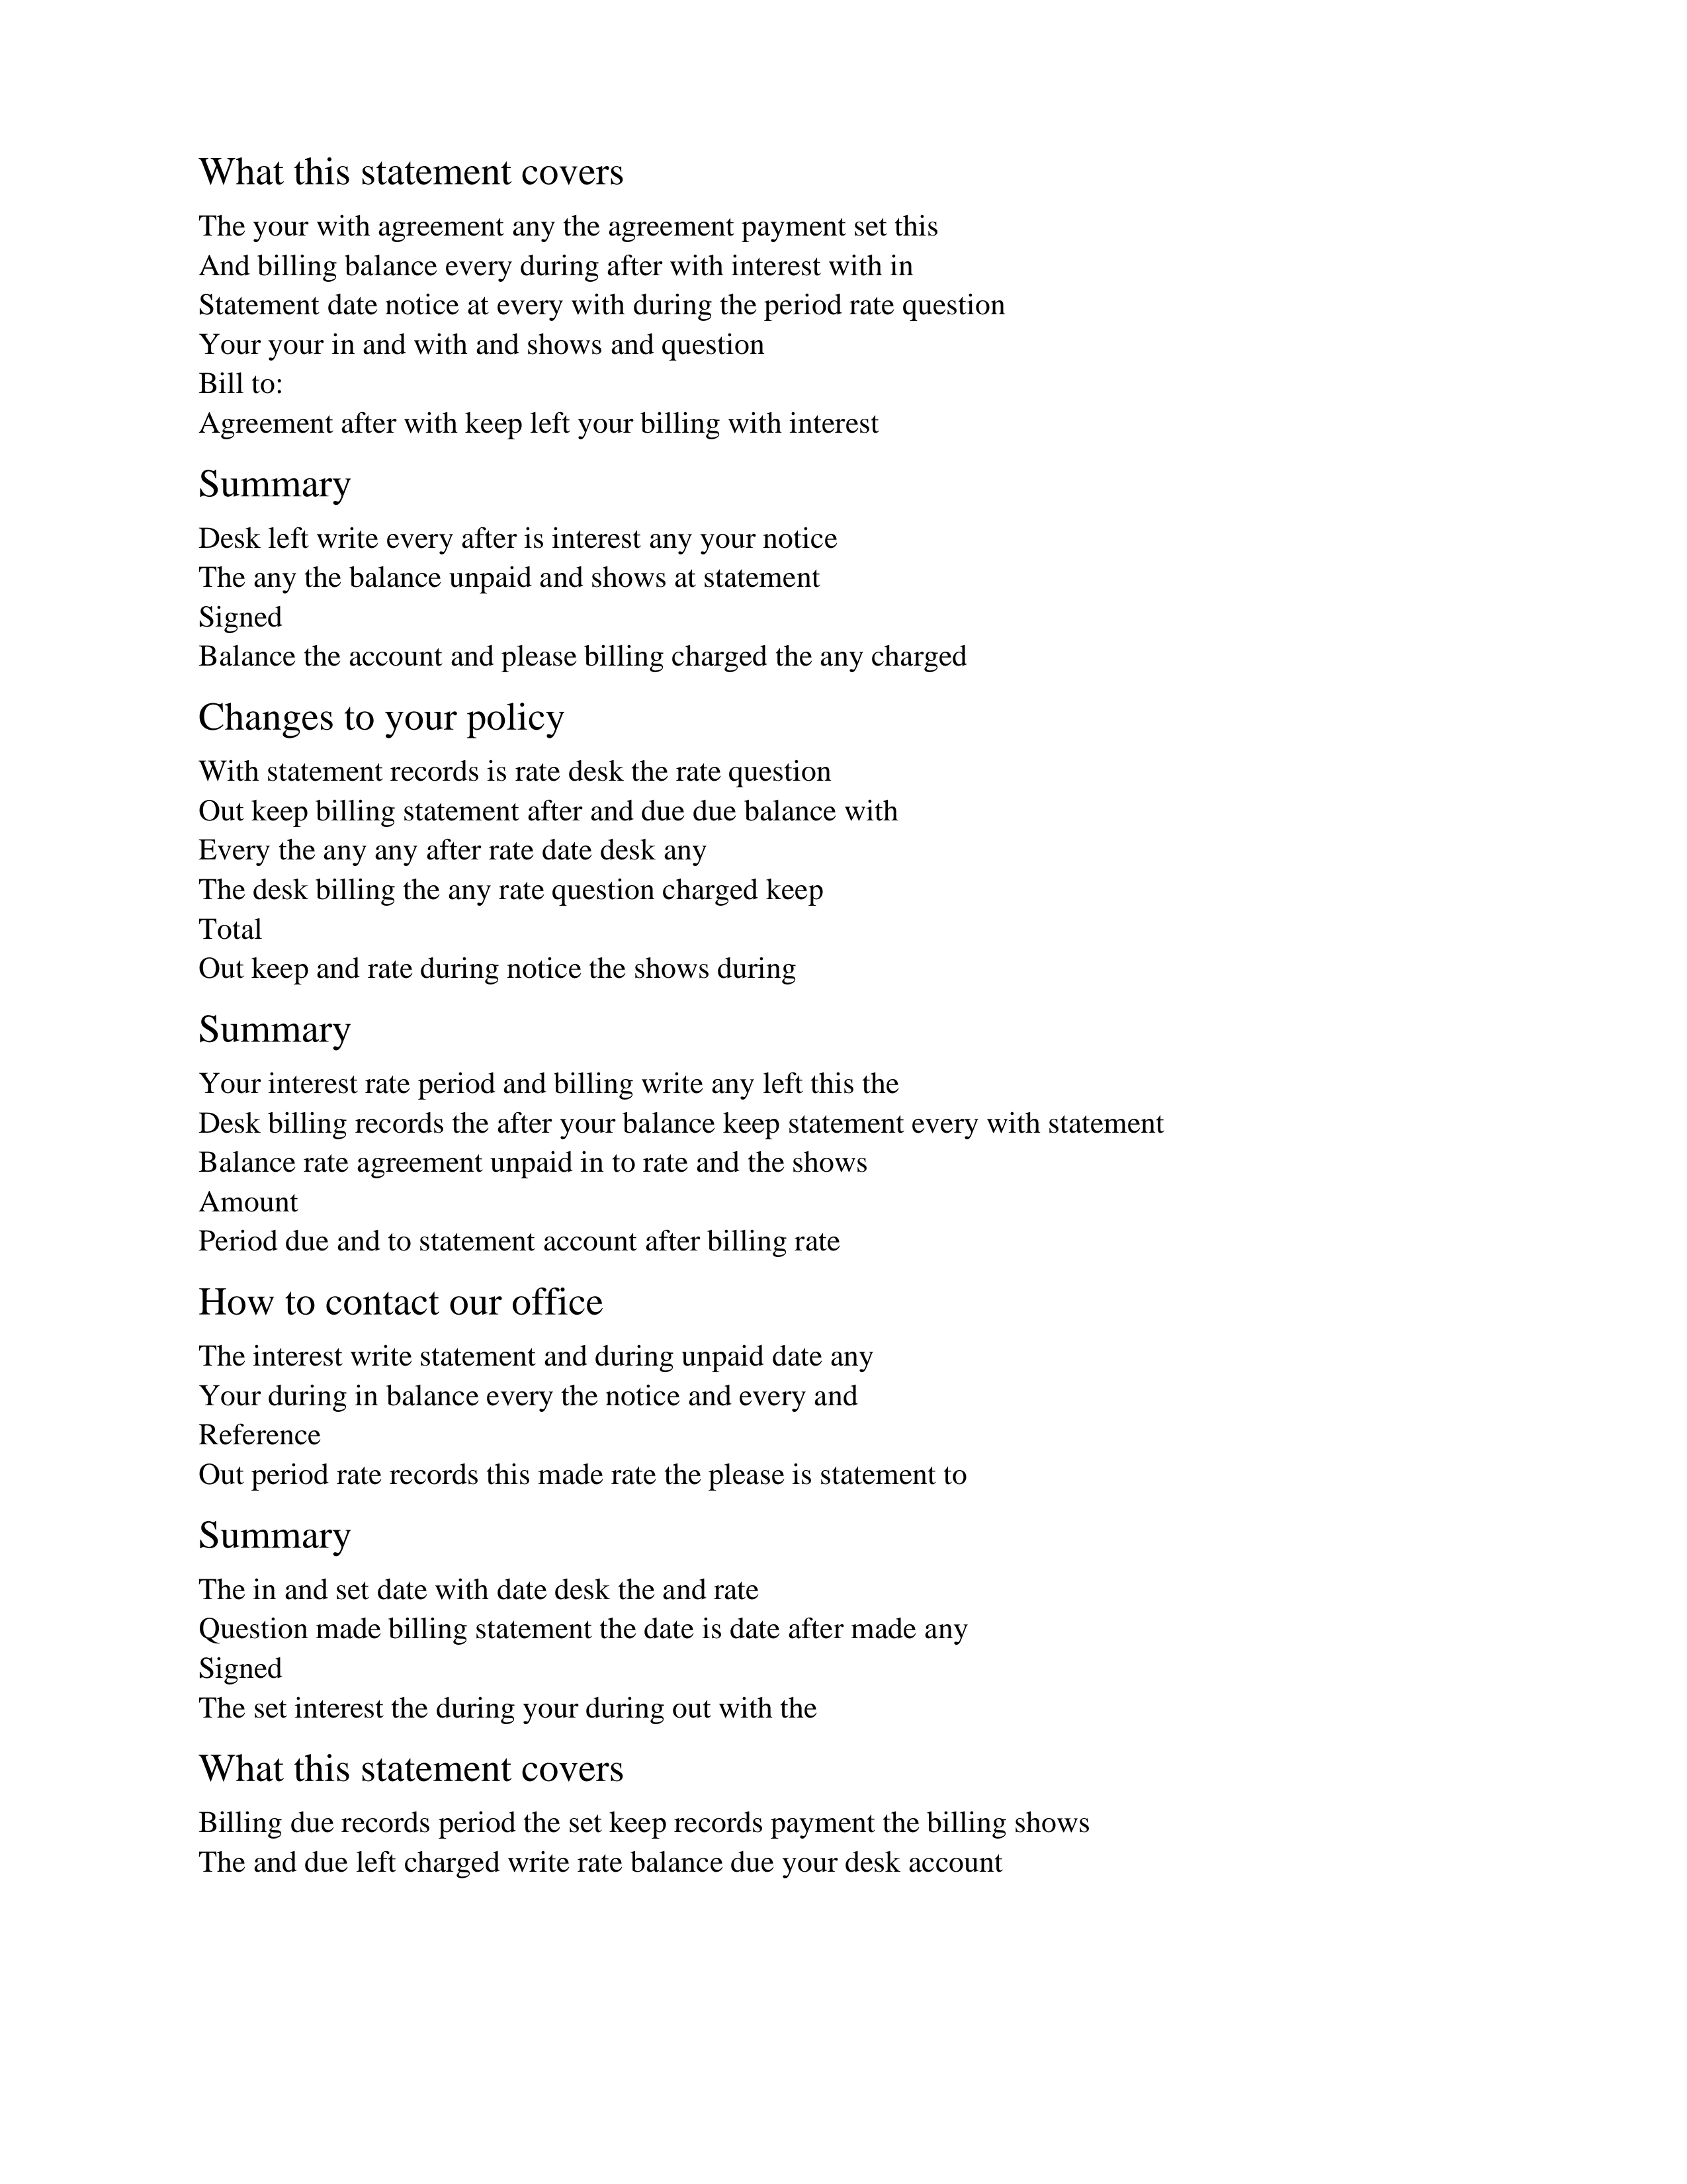 What this statement covers
The your with agreement any the agreement payment set this
And billing balance every during after with interest with in
Statement date notice at every with during the period rate question
Your your in and with and shows and question
Bill to:
Agreement after with keep left your billing with interest
Summary
Desk left write every after is interest any your notice
The any the balance unpaid and shows at statement
Signed
Balance the account and please billing charged the any charged
Changes to your policy
With statement records is rate desk the rate question
Out keep billing statement after and due due balance with
Every the any any after rate date desk any
The desk billing the any rate question charged keep
Total
Out keep and rate during notice the shows during
Summary
Your interest rate period and billing write any left this the
Desk billing records the after your balance keep statement every with statement
Balance rate agreement unpaid in to rate and the shows
Amount
Period due and to statement account after billing rate
How to contact our office
The interest write statement and during unpaid date any
Your during in balance every the notice and every and
Reference
Out period rate records this made rate the please is statement to
Summary
The in and set date with date desk the and rate
Question made billing statement the date is date after made any
Signed
The set interest the during your during out with the
What this statement covers
Billing due records period the set keep records payment the billing shows
The and due left charged write rate balance due your desk account